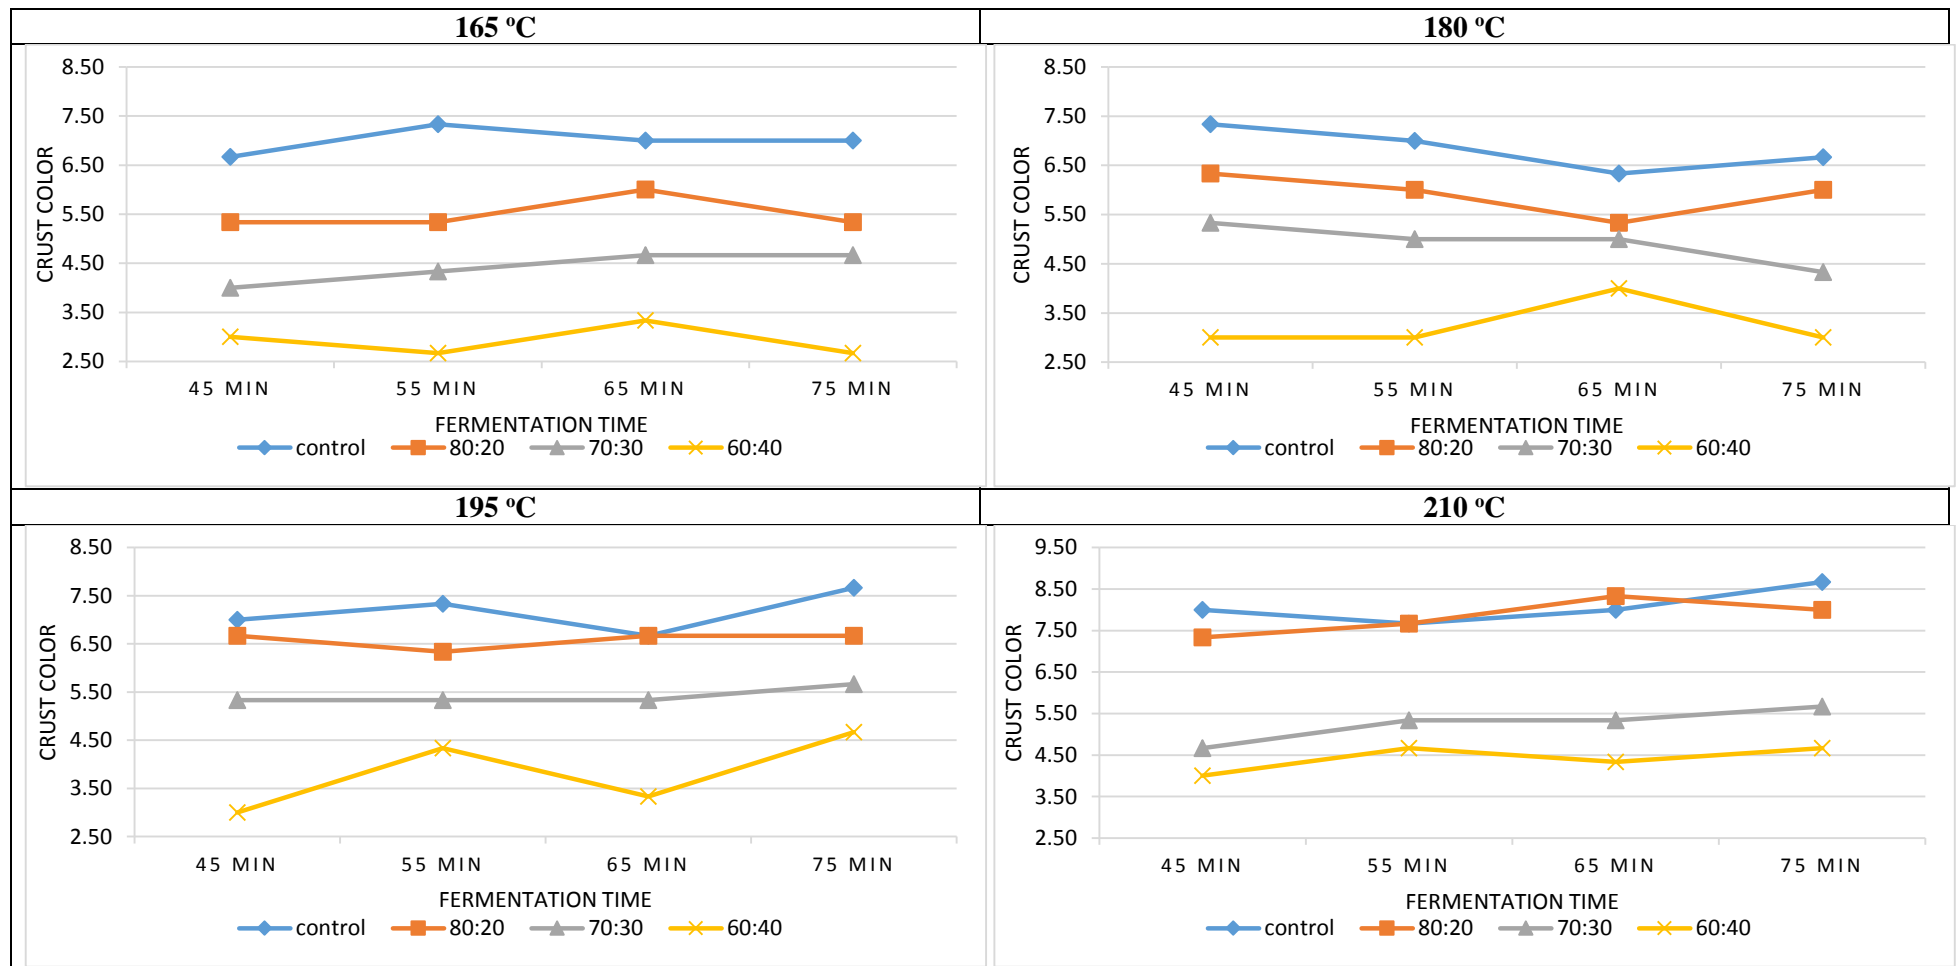 165 ºC
8.50
7.50
6.50
5.50
4.50
3.50
2.50
CRUST COLOR
45 MIN 55 MIN 65 MIN 75 MIN
FERMENTATION TIME
control 80:20 70:30 60:40
180 ºC
8.50
7.50
6.50
5.50
4.50
3.50
2.50
CRUST COLOR
45 MIN 55 MIN 65 MIN 75 MIN
FERMENTATION TIME
control 80:20 70:30 60:40
195 ºC
8.50
7.50
6.50
5.50
4.50
3.50
2.50
CRUST COLOR
45 MIN 55 MIN 65 MIN 75 MIN
FERMENTATION TIME
control 80:20 70:30 60:40
210 ºC
9.50
8.50
7.50
6.50
5.50
4.50
3.50
2.50
CRUST COLOR
45 MIN 55 MIN 65 MIN 75 MIN
FERMENTATION TIME
control 80:20 70:30 60:40